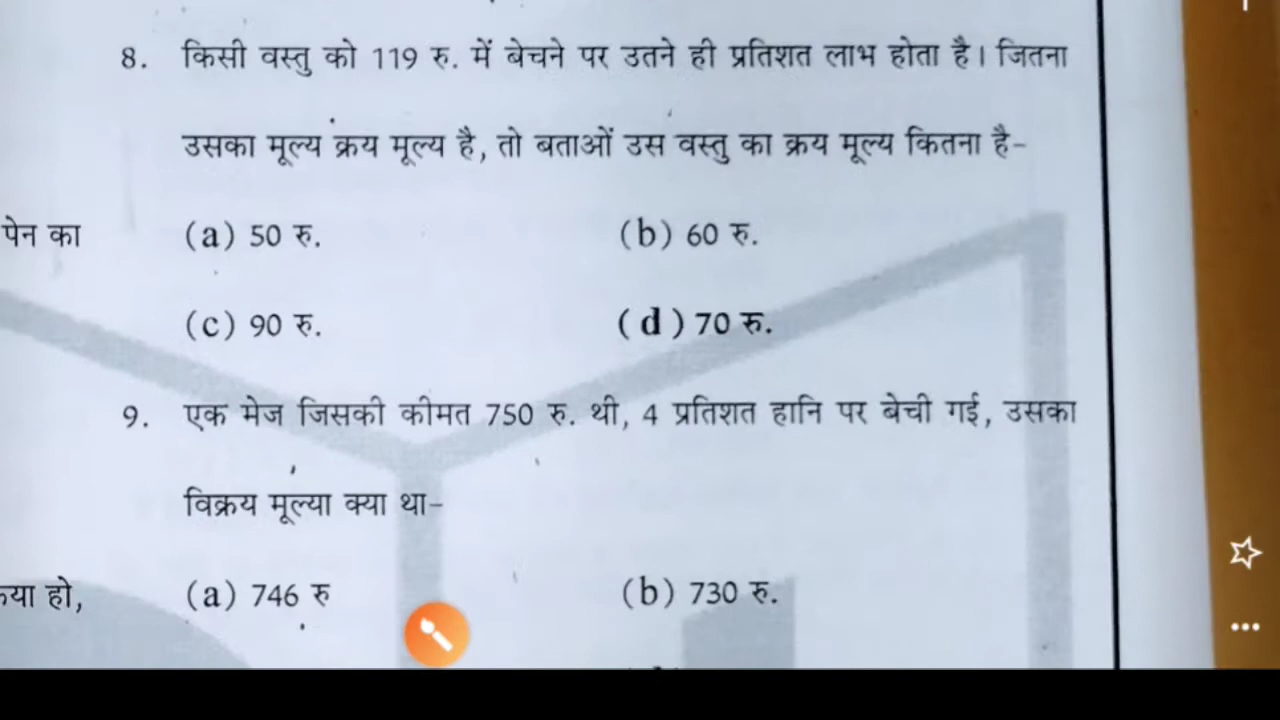 8. किसी वस्तु को 119 रु. में बेचने पर उतने ही प्रतिशत लाभ होता है। जितना
उसका मूल्य क्रय मूल्य है, तो बताओं उस वस्तु का क्रय मूल्य कितना है-
पेन का
(a) 50 रु. (b) 60 रु.
(c) 90 रु. (d) 70 रु.
9. एक मेज जिसकी कीमत 750 रु. थी, 4 प्रतिशत हानि पर बेची गई, उसका
विक्रय मूल्या क्या था-
हो,
(a) 746 रु (b) 730 रु.